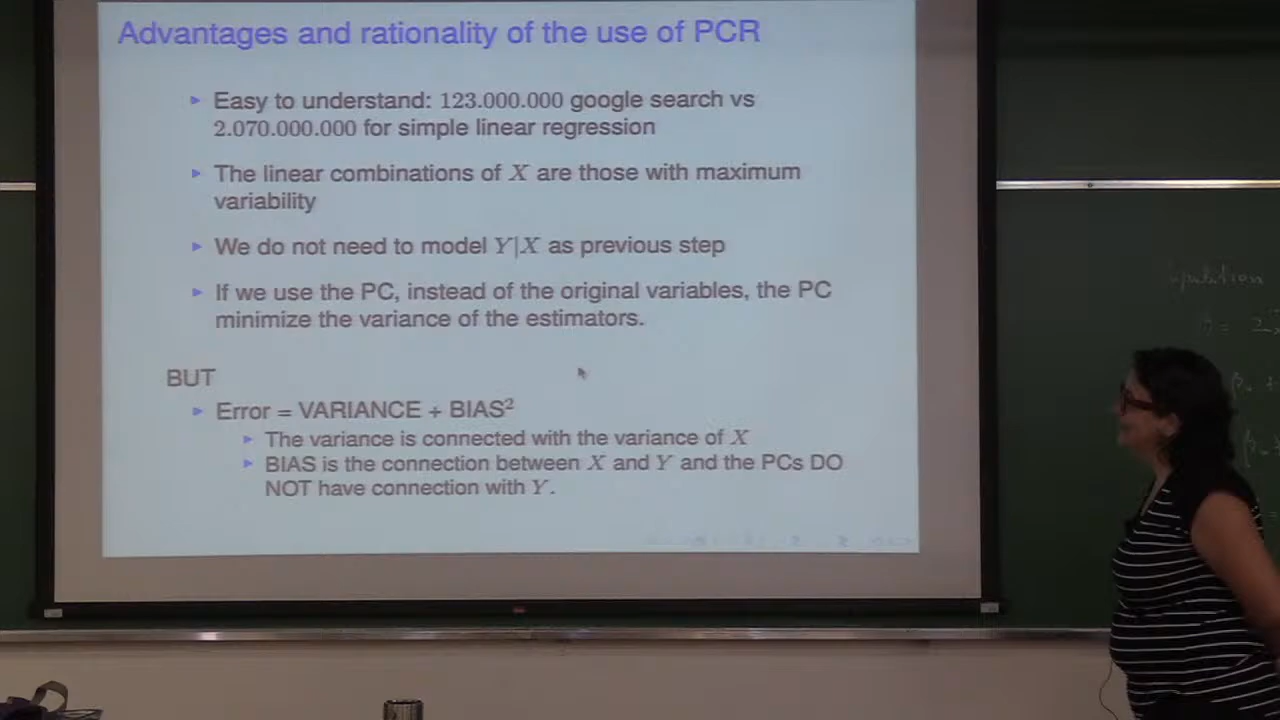 Advantages and rationality of the use of PCR
Easy to understand: 123.000.000 google search vs
2.070.000.000 for simple linear regression
The linear combinations of X are those with maximum
variability
We do not need to model Y|X as previous step
If we use the PC, instead of the original variables, the PC
minimize the variance of the estimators.
BUT
Error = VARIANCE + BIAS²
The variance is connected with the variance of X
BIAS is the connection between X and Y and the PCs DO
NOT have connection with Y.